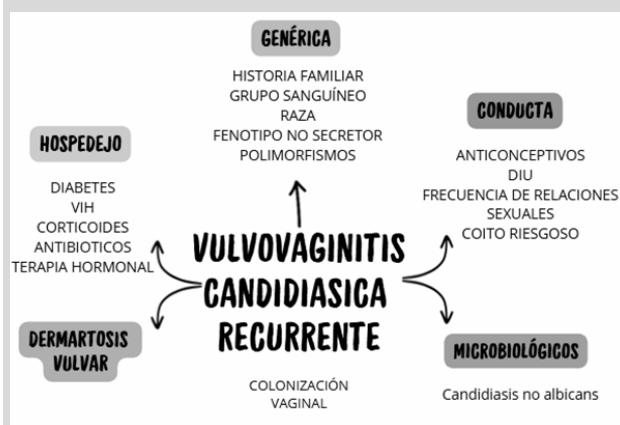 GENÉRICA
HISTORIA FAMILIAR
GRUPO SANGUÍNEO
RAZA
FENOTIPO NO SECRETOR
POLIMORFISMOS
HOSPEDEJO
DIABETES
VIH
CORTICOIDES
ANTIBIOTICOS
TERAPIA HORMONAL
CONDUCTA
ANTICONCEPTIVOS
DIU
FRECUENCIA DE RELACIONES
SEXUALES
COITO RIESGOSO
VULVOVAGINITIS
CANDIDIASICA
RECURRENTE
DERMARTOSIS
VULVAR
MICROBIOLÓGICOS
Candidiasis no albicans
COLONIZACIÓN
VAGINAL